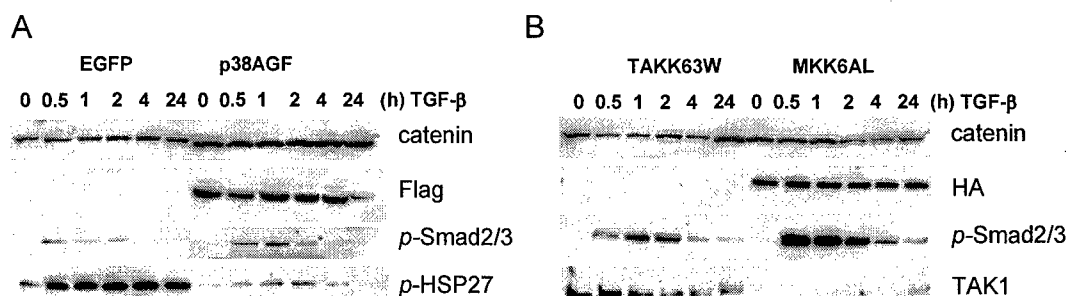 A
EGFP p38AGF
0 0.5 1 2 4 24 0 0.5 1 2 4 24 (h) TGF-β
catenin
Flag
p-Smad2/3
p-HSP27
B
TAKK63W MKK6AL
0 0.5 1 2 4 24 0 0.5 1 2 4 24 (h) TGF-β
catenin
HA
p-Smad2/3
TAK1